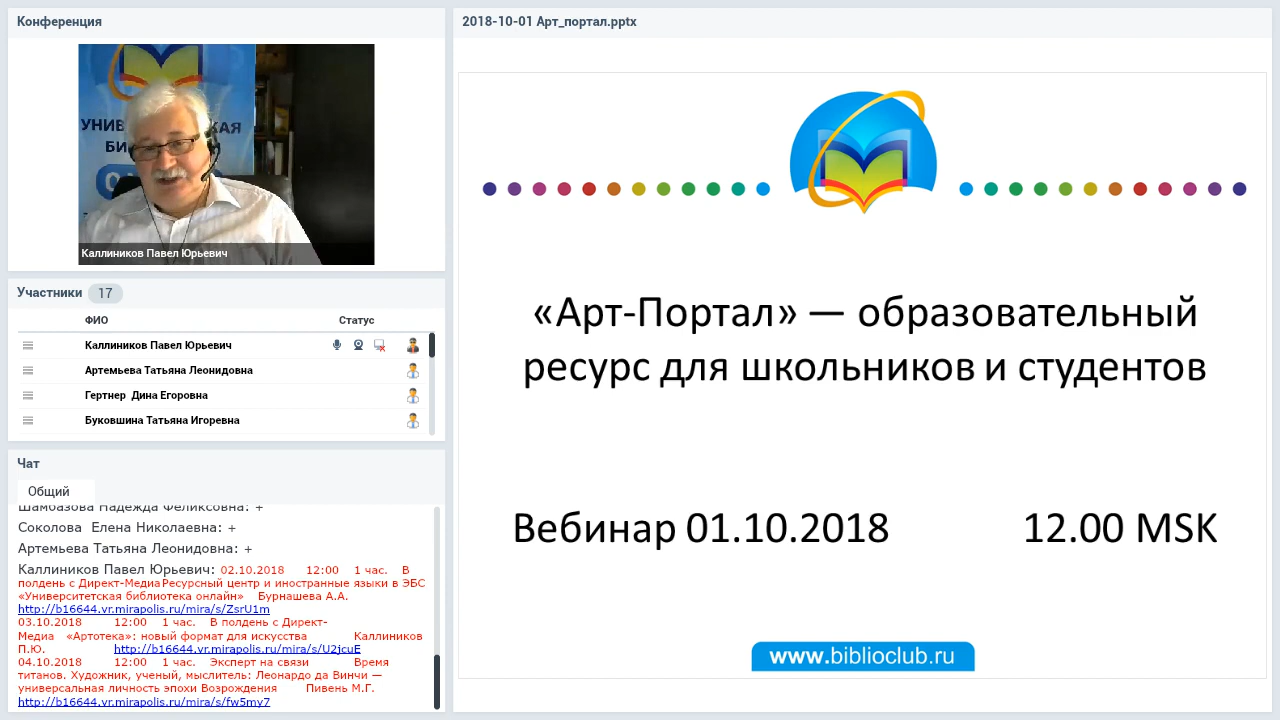 Конференция
УНИВ СКАЯ
БИ
Каллиников Павел Юрьевич
Участники 17
ФИО Статус
Каллиников Павел Юрьевич
Артемьева Татьяна Леонидовна
Гертнер Дина Егоровна
Буковшина Татьяна Игоревна
Чат
Общий
Шамбазова Надежда Феликсовна: +
Соколова Елена Николаевна: +
Артемьева Татьяна Леонидовна: +
Каллиников Павел Юрьевич: 02.10.2018 12:00 1 час. В
полдень с Директ-Медиа Ресурсный центр и иностранные языки в ЭБС
«Университетская библиотека онлайн» Бурнашева А.А.
http://b16644.vr.mirapolis.ru/mira/s/ZsrU1m
03.10.2018 12:00 1 час. В полдень с Директ-
Медиа «Артотека»: новый формат для искусства Каллиников
П.Ю. http://b16644.vr.mirapolis.ru/mira/s/U2jcuE
04.10.2018 12:00 1 час. Эксперт на связи Время
титанов. Художник, ученый, мыслитель: Леонардо да Винчи —
универсальная личность эпохи Возрождения Пивень М.Г.
http://b16644.vr.mirapolis.ru/mira/s/fw5my7
2018-10-01 Арт_портал.pptx
«Арт-Портал» — образовательный
ресурс для школьников и студентов
Вебинар 01.10.2018 12.00 MSK
www.biblioclub.ru